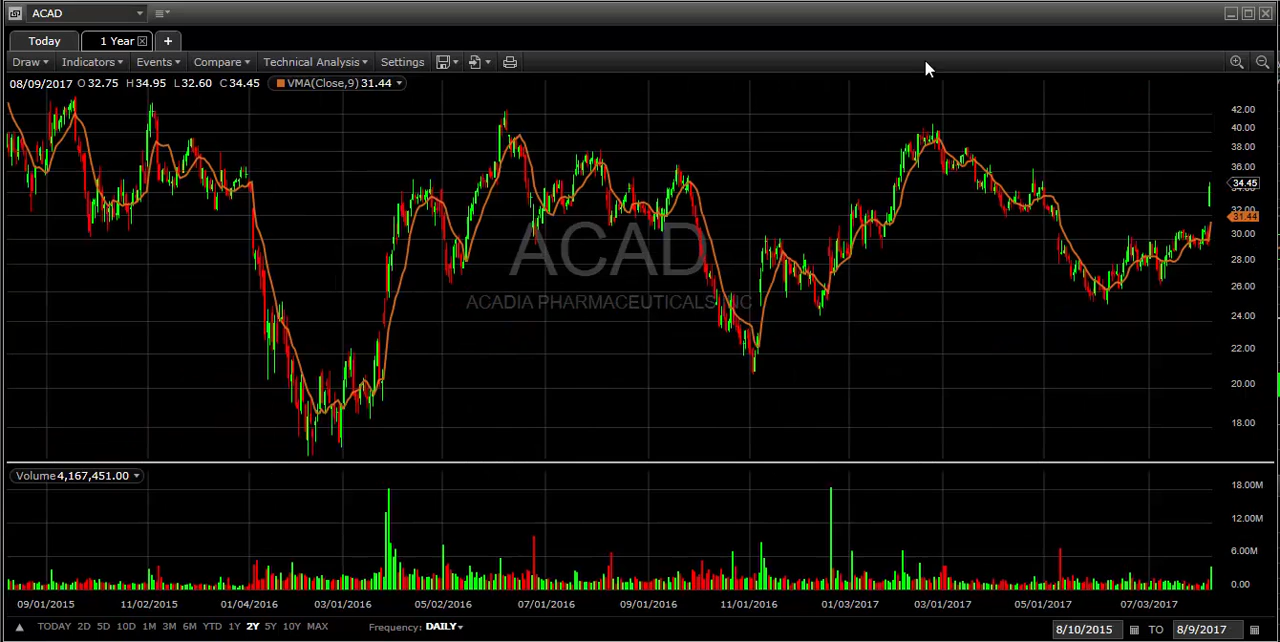 ACAD
Today 1 Year +
Draw Indicators Events Compare Technical Analysis Settings
08/09/2017 O 32.75 H 34.95 L 32.60 C 34.45 VMA(Close,9) 31.44
42.00
40.00
38.00
36.00
34.45
32.00
31.44
30.00
28.00
26.00
24.00
22.00
20.00
18.00
ACAD
ACADIA PHARMACEUTICALS INC
Volume 4,167,451.00
18.00M
12.00M
6.00M
0.00
09/01/2015 11/02/2015 01/04/2016 03/01/2016 05/02/2016 07/01/2016 09/01/2016 11/01/2016 01/03/2017 03/01/2017 05/01/2017 07/03/2017
TODAY 2D 5D 10D 1M 3M 6M YTD 1Y 2Y 5Y 10Y MAX Frequency: DAILY 8/10/2015 TO 8/9/2017